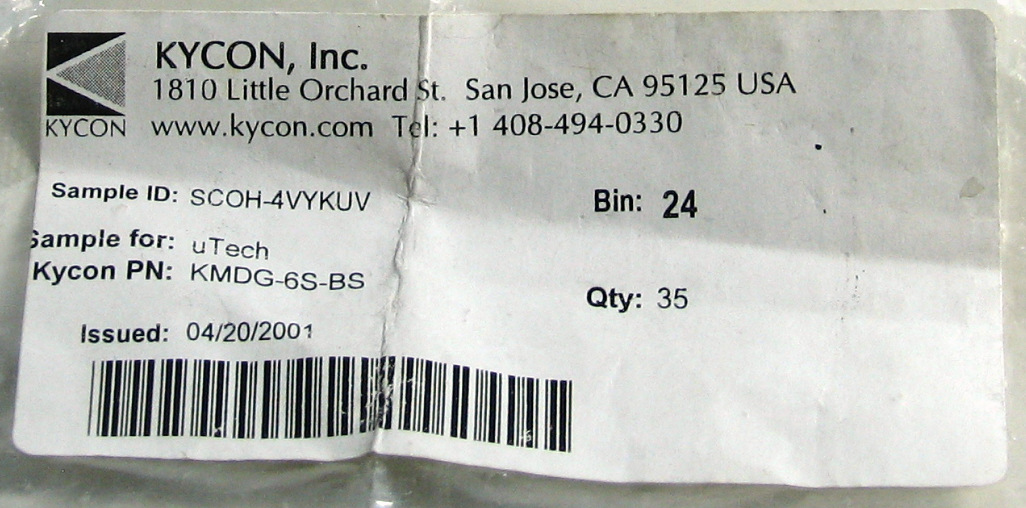 KYCON, Inc.
1810 Little Orchard St. San Jose, CA 95125 USA
KYCON www.kycon.com Tel: +1 408-494-0330
Sample ID: SCOH-4VYKUV Bin: 24
Sample for: uTech
Kycon PN: KMDG-6S-BS
Qty: 35
Issued: 04/20/2001